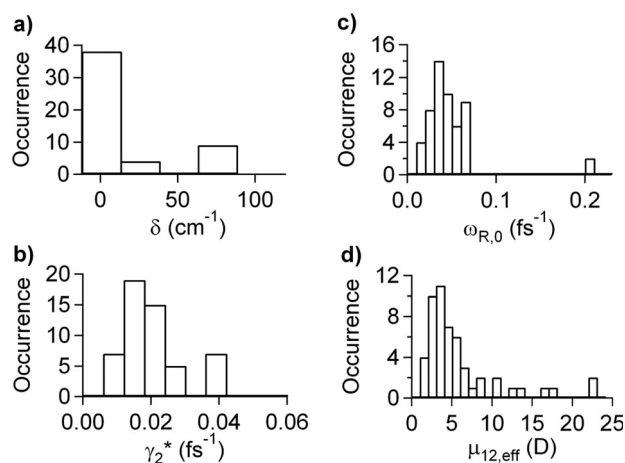 a)
Occurrence
40
30
20
10
0
0
50
100
δ (cm⁻¹)
b)
Occurrence
20
15
10
5
0
0.00
0.02
0.04
0.06
γ₂* (fs⁻¹)
c)
Occurrence
16
12
8
4
0
0.0
0.1
0.2
ω_R,0 (fs⁻¹)
d)
Occurrence
12
8
4
0
0
5
10
15
20
25
μ₁₂,eff (D)